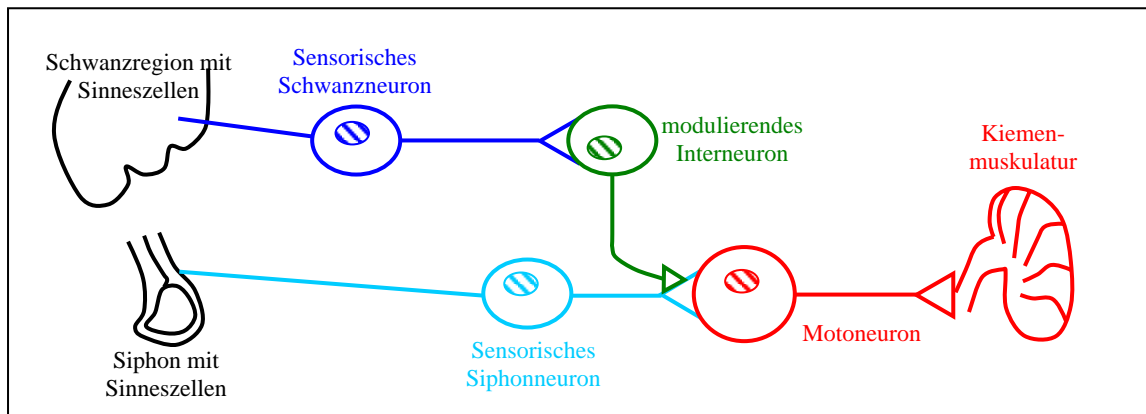 Schwanzregion mit
Sinneszellen
Sensorisches
Schwanzneuron
modulierendes
Interneuron
Kiemen-
muskulatur
Siphon mit
Sinneszellen
Sensorisches
Siphonneuron
Motoneuron